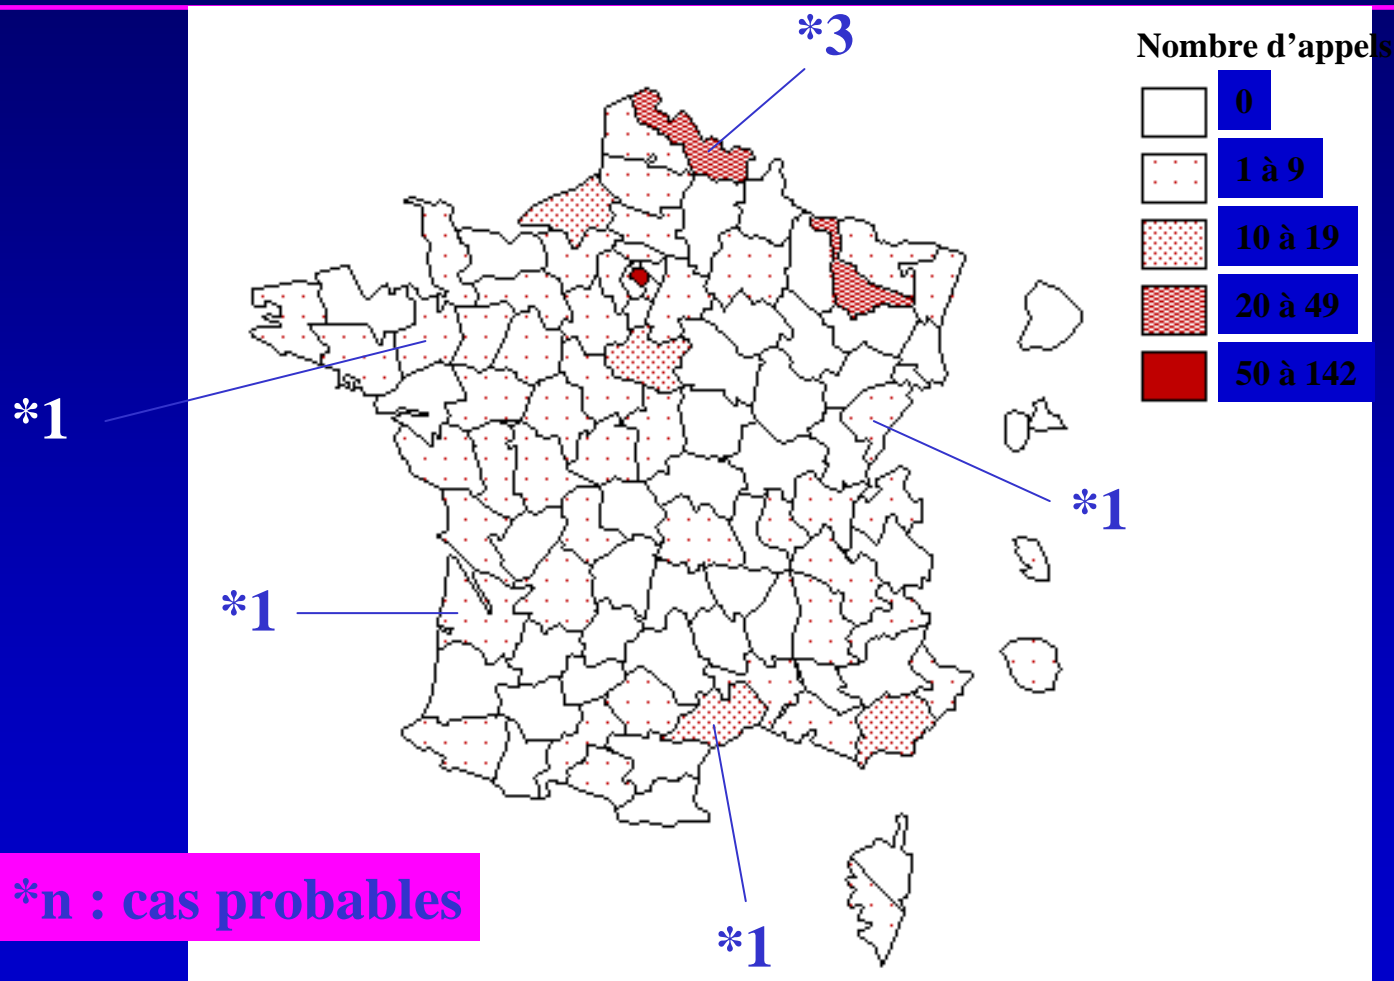 *3
Nombre d’appels
0
1 à 9
10 à 19
20 à 49
50 à 142
*1
*1
*1
*n : cas probables
*1